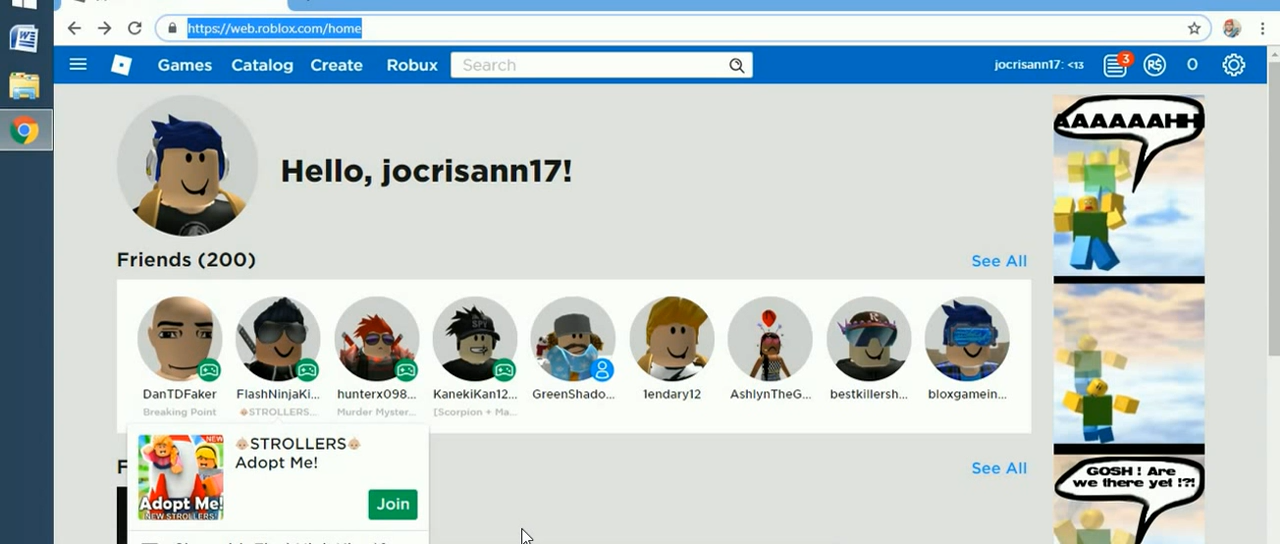 https://web.roblox.com/home
Games Catalog Create Robux Search jocrisann17: <13 3 R$ 0
AAAAAAHH
Hello, jocrisann17!
Friends (200) See All
DanTDFaker FlashNinjaKi... hunterx098... KanekiKan12... GreenShado... 1endary12 AshlynTheG... bestkillersh... bloxgamein...
Breaking Point STROLLERS... Murder Myster... [Scorpion + Ma...
STROLLERS
Adopt Me!
NEW
Adopt Me!
NEW STROLLERS
Join
See All
GOSH ! Are
we there yet !?!